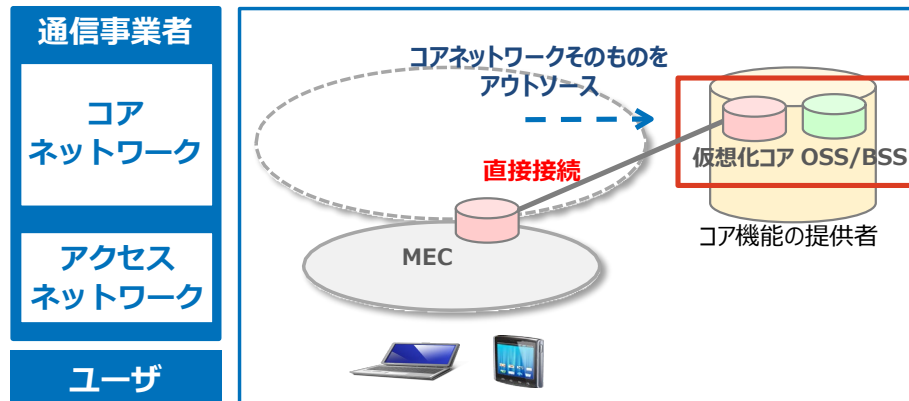 通信事業者
コア
ネットワーク
アクセス
ネットワーク
ユーザ
コアネットワークそのものを
アウトソース
直接接続
仮想化コア OSS/BSS
コア機能の提供者
MEC